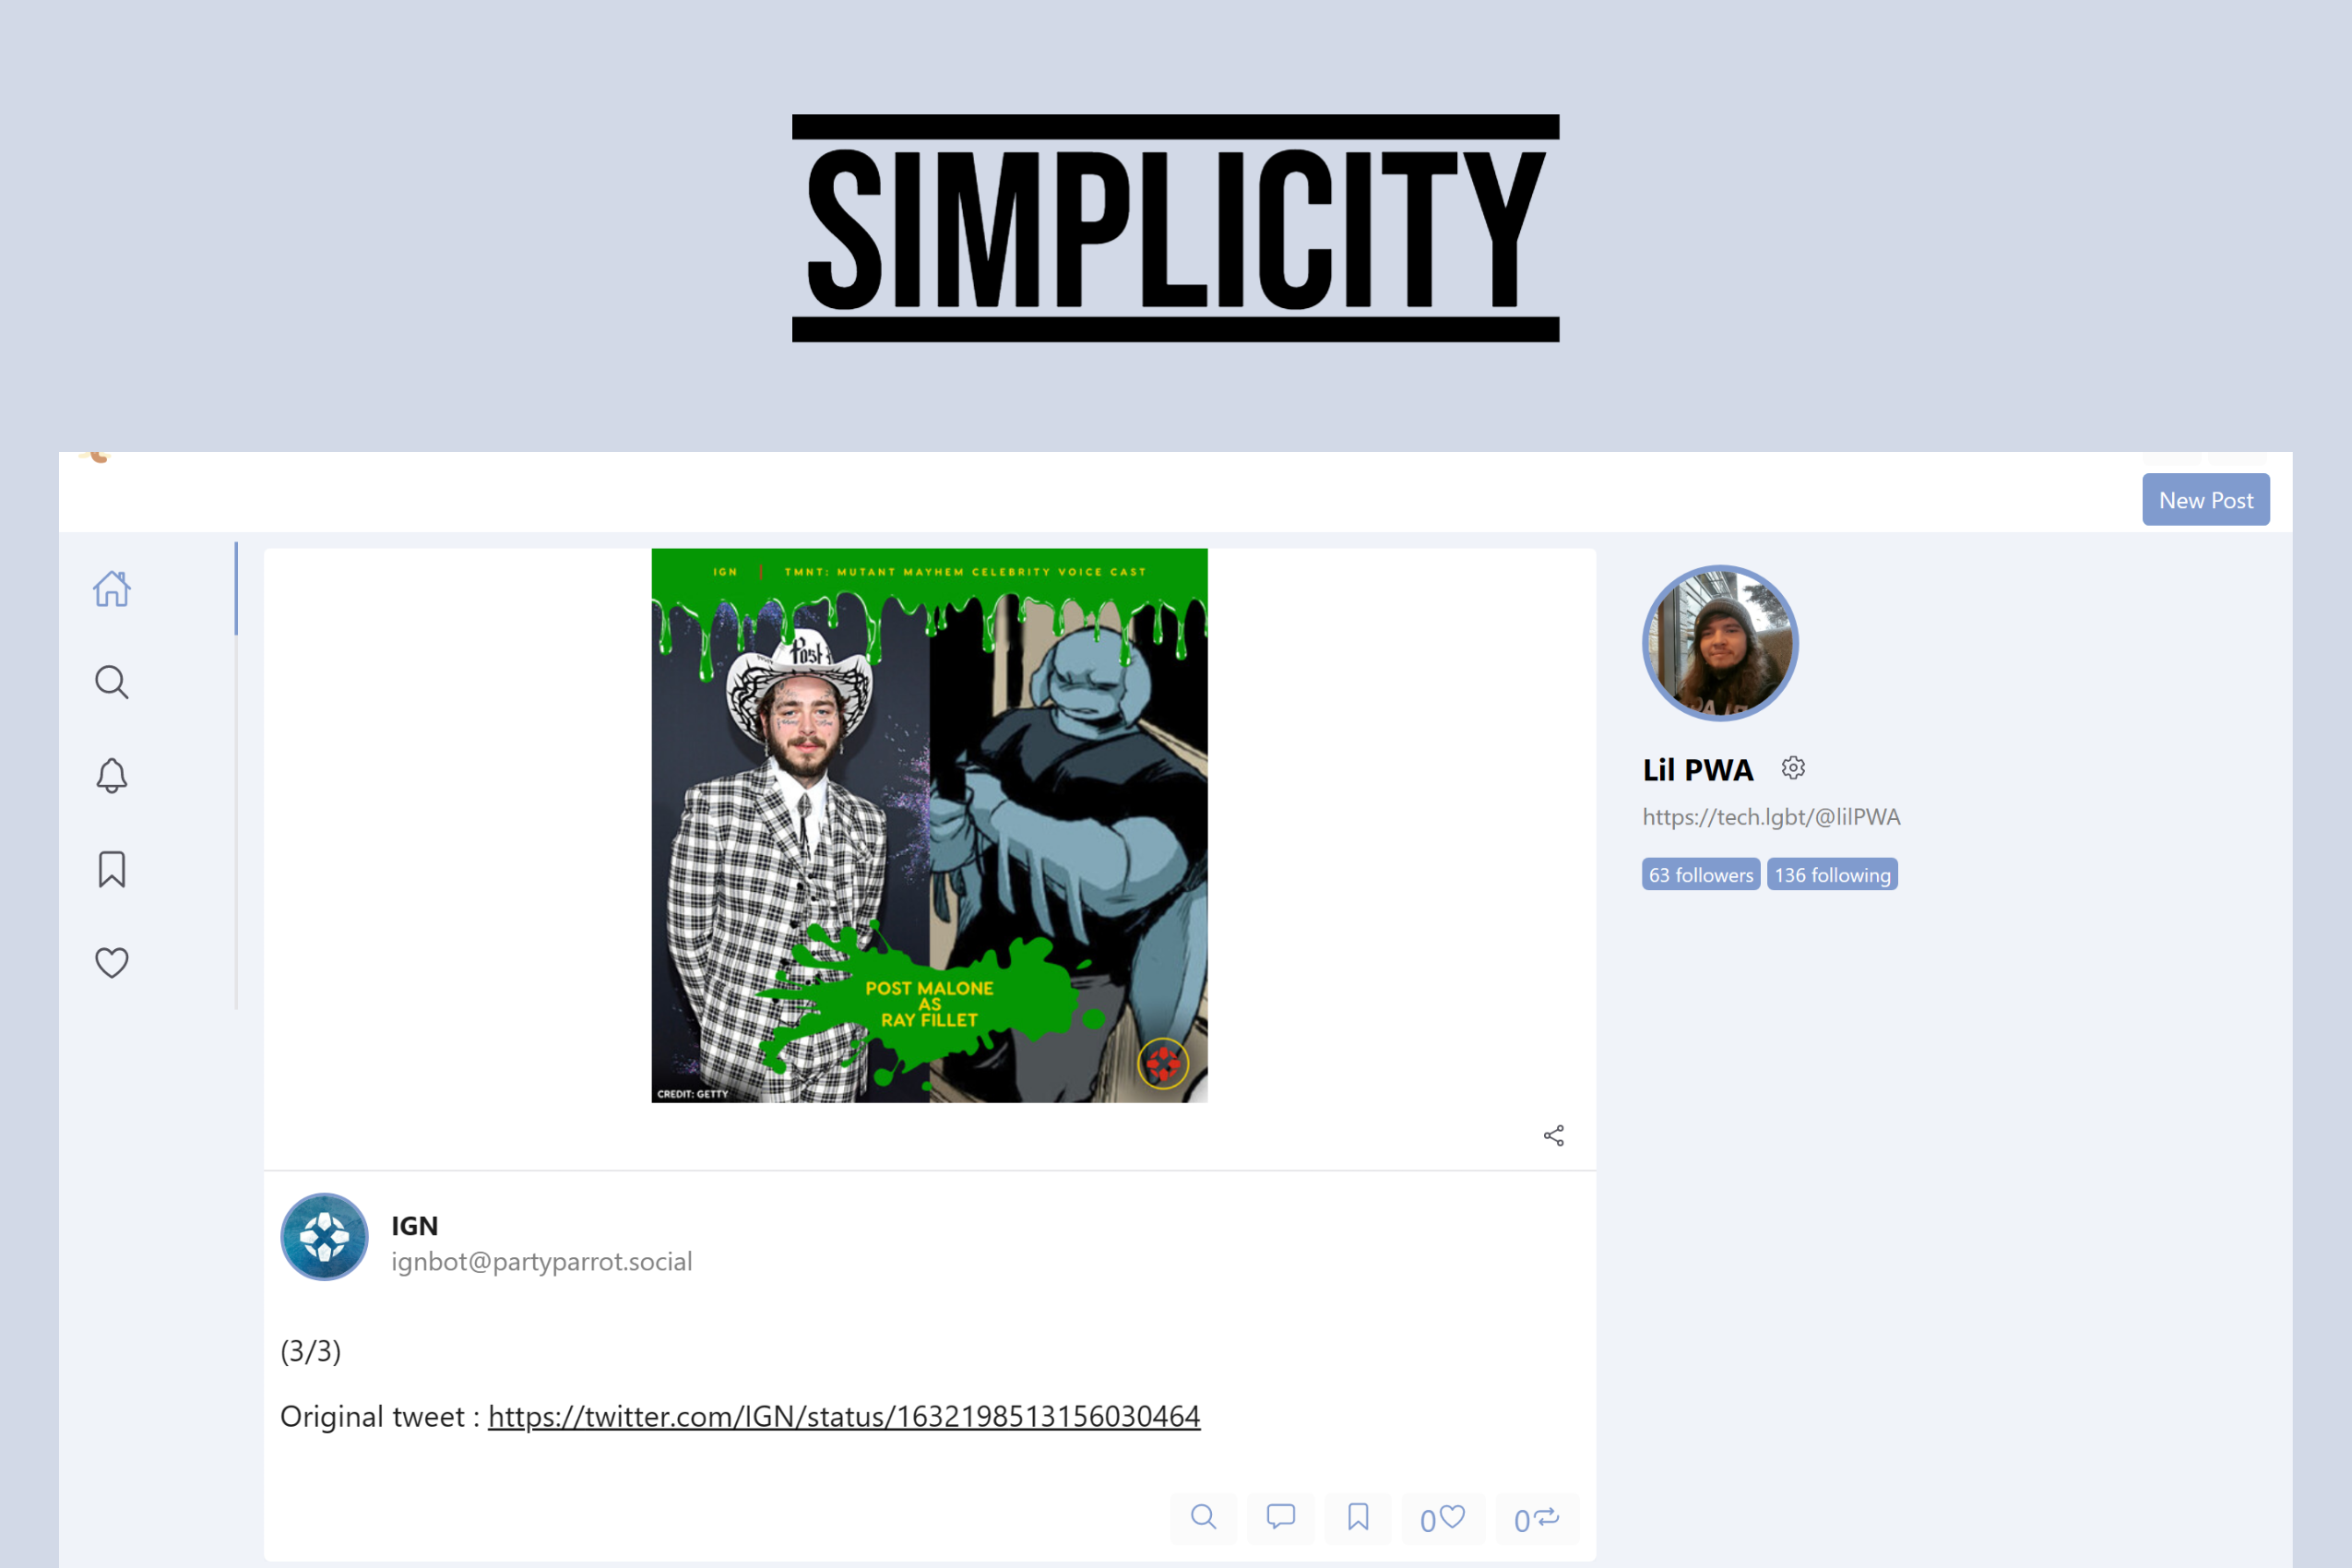 SIMPLICITY
New Post
IGN | TMNT: MUTANT MAYHEM CELEBRITY VOICE CAST
Post
POST MALONE
AS
RAY FILLET
CREDIT: GETTY
Lil PWA
https://tech.lgbt/@lilPWA
63 followers 136 following
IGN
ignbot@partyparrot.social
(3/3)
Original tweet : https://twitter.com/IGN/status/1632198513156030464
0 0